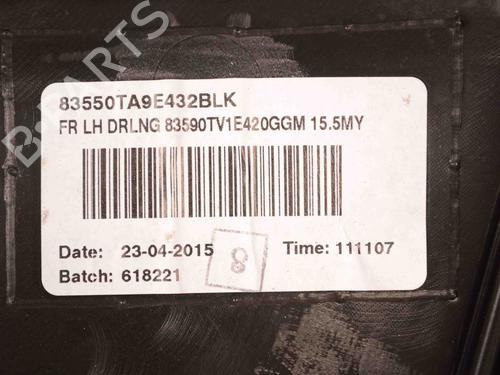 B-PARTS
83550TA9E432BLK
FR LH DRLNG 83590TV1E420GGM 15.5MY
Date: 23-04-2015 Time: 111107
Batch: 618221
8